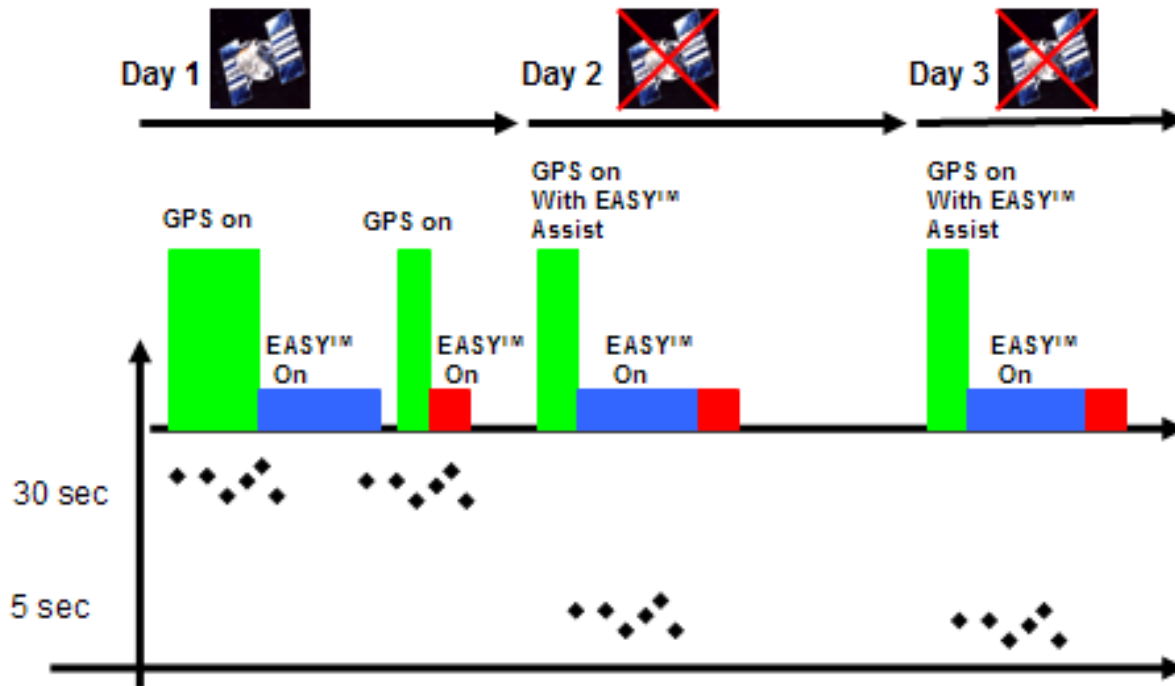 Day 1
Day 2
Day 3
GPS on
GPS on
GPS on
With EASY™
Assist
GPS on
With EASY™
Assist
EASY™
On
EASY™
On
EASY™
On
EASY™
On
30 sec
5 sec